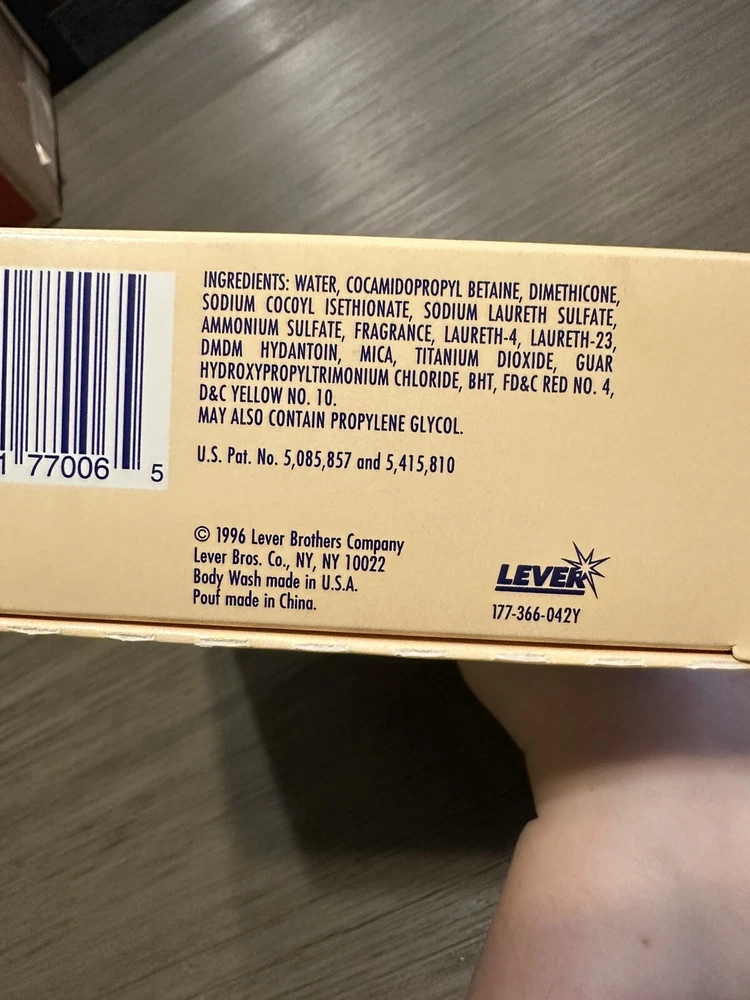 INGREDIENTS: WATER, COCAMIDOPROPYL BETAINE, DIMETHICONE,
SODIUM COCOYL ISETHIONATE, SODIUM LAURETH SULFATE,
AMMONIUM SULFATE, FRAGRANCE, LAURETH-4, LAURETH-23,
DMDM HYDANTOIN, MICA, TITANIUM DIOXIDE, GUAR
HYDROXYPROPYLTRIMONIUM CHLORIDE, BHT, FD&C RED NO. 4,
D&C YELLOW NO. 10.
MAY ALSO CONTAIN PROPYLENE GLYCOL.
1 77006 5
U.S. Pat. No. 5,085,857 and 5,415,810
© 1996 Lever Brothers Company
Lever Bros. Co., NY, NY 10022
Body Wash made in U.S.A.
Pouf made in China.
LEVER
177-366-042Y